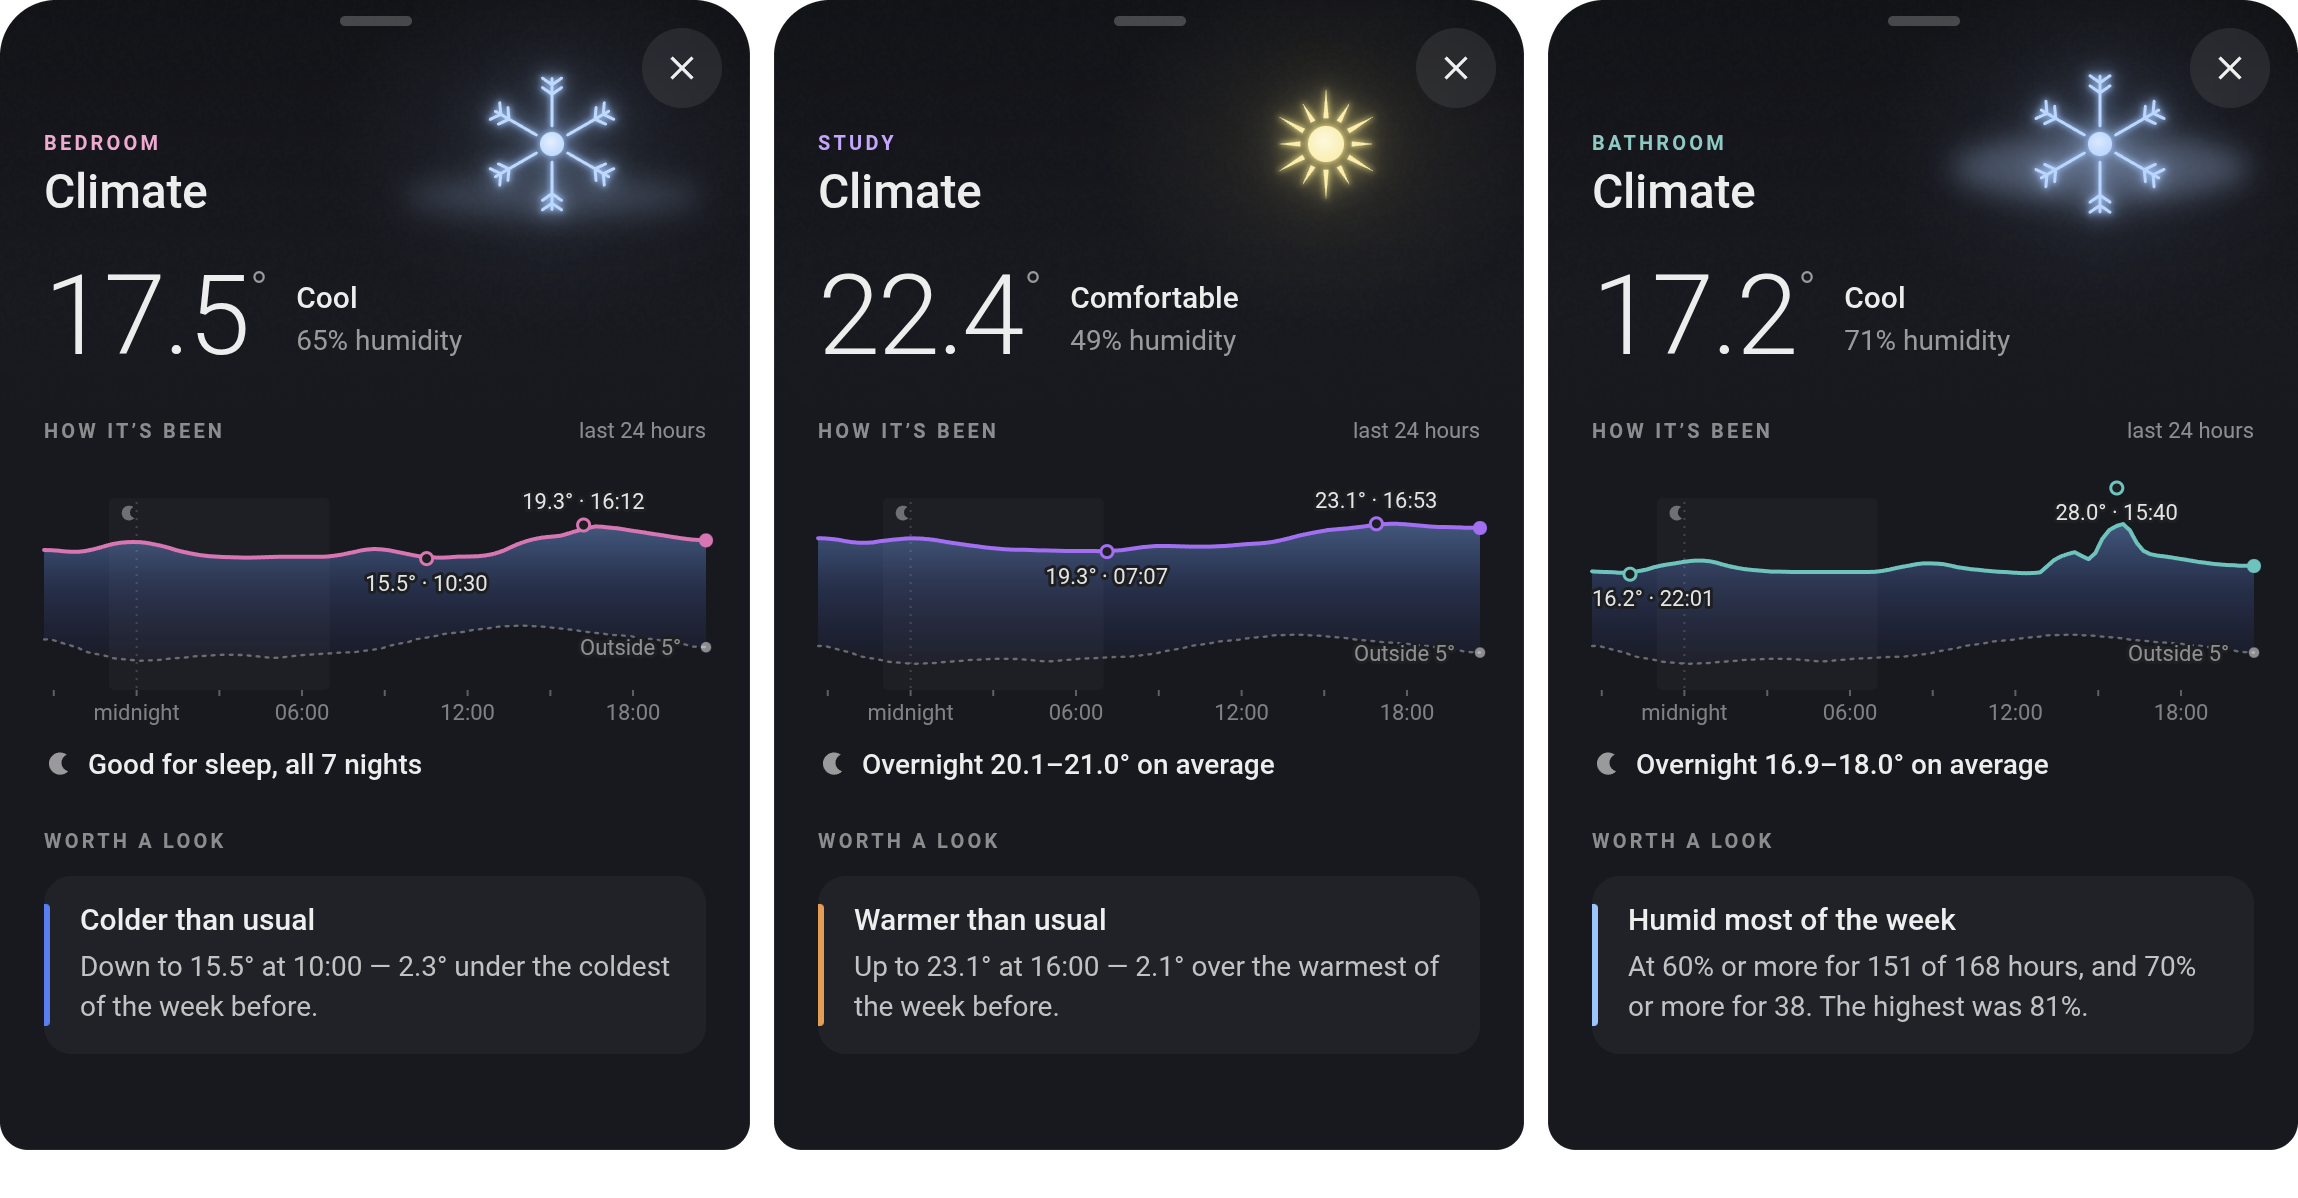 BEDROOM
Climate
17.5°
Cool
65% humidity
HOW IT’S BEEN
last 24 hours
19.3° · 16:12
15.5° · 10:30
Outside 5°
midnight
06:00
12:00
18:00
Good for sleep, all 7 nights
WORTH A LOOK
Colder than usual
Down to 15.5° at 10:00 — 2.3° under the coldest
of the week before.
STUDY
Climate
22.4°
Comfortable
49% humidity
HOW IT’S BEEN
last 24 hours
23.1° · 16:53
19.3° · 07:07
Outside 5°
midnight
06:00
12:00
18:00
Overnight 20.1–21.0° on average
WORTH A LOOK
Warmer than usual
Up to 23.1° at 16:00 — 2.1° over the warmest of
the week before.
BATHROOM
Climate
17.2°
Cool
71% humidity
HOW IT’S BEEN
last 24 hours
28.0° · 15:40
16.2° · 22:01
Outside 5°
midnight
06:00
12:00
18:00
Overnight 16.9–18.0° on average
WORTH A LOOK
Humid most of the week
At 60% or more for 151 of 168 hours, and 70%
or more for 38. The highest was 81%.